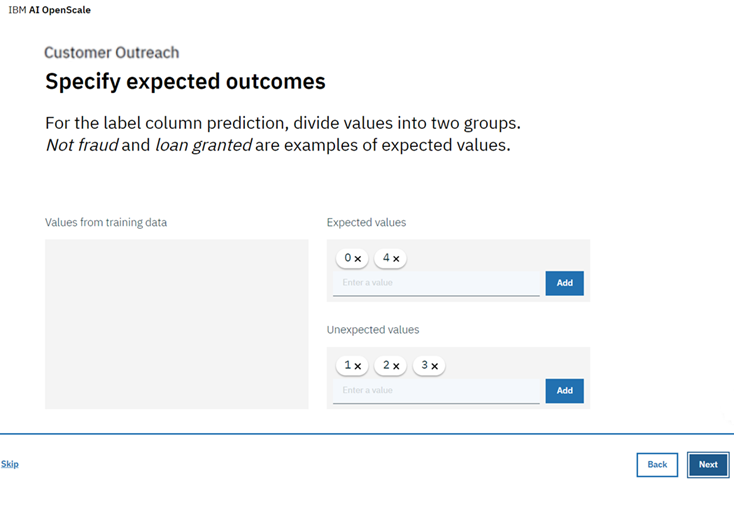 IBM AI OpenScale
Customer Outreach
Specify expected outcomes
For the label column prediction, divide values into two groups.
Not fraud and loan granted are examples of expected values.
Values from training data
Expected values
0 × 4 ×
Enter a value
Add
Unexpected values
1 × 2 × 3 ×
Enter a value
Add
Skip
Back
Next